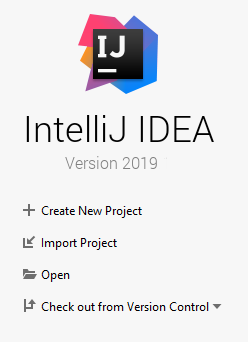 IJ
IntelliJ IDEA
Version 2019
Create New Project
Import Project
Open
Check out from Version Control